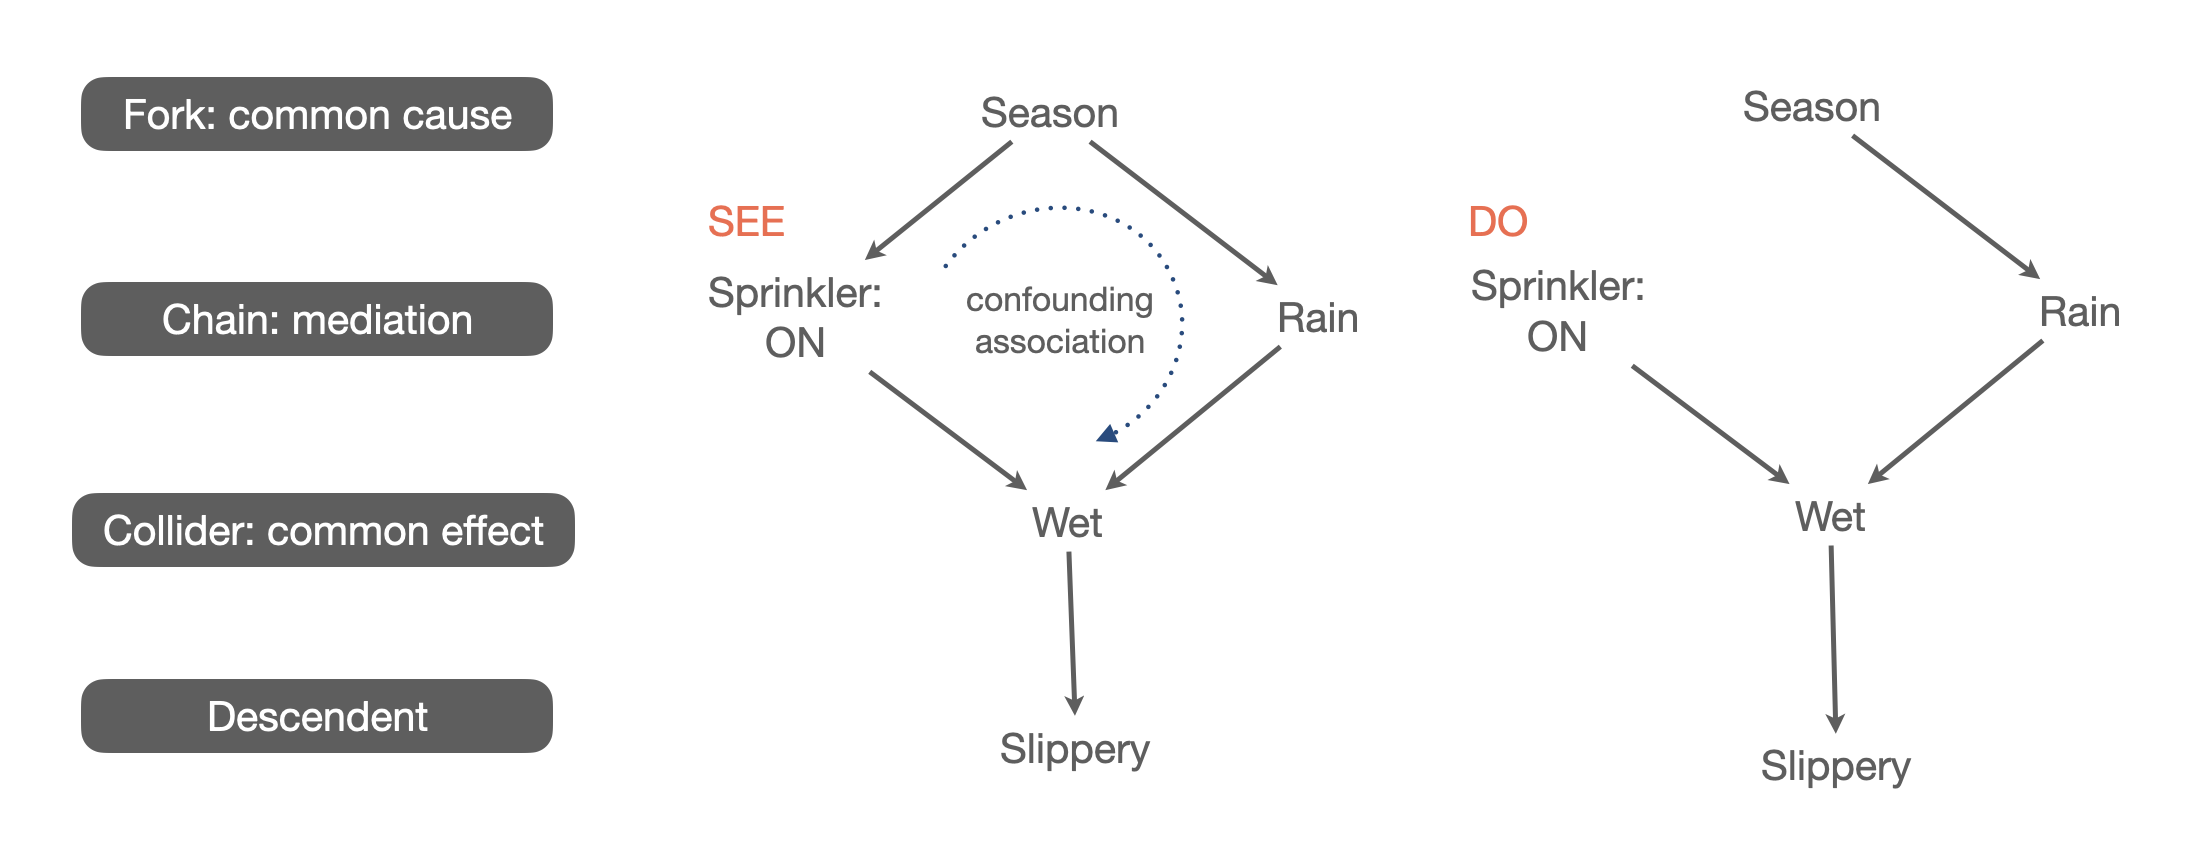 Fork: common cause
Chain: mediation
Collider: common effect
Descendent
Season
SEE
Sprinkler:
ON
confounding
association
Rain
Wet
Slippery
Season
DO
Sprinkler:
ON
Rain
Wet
Slippery